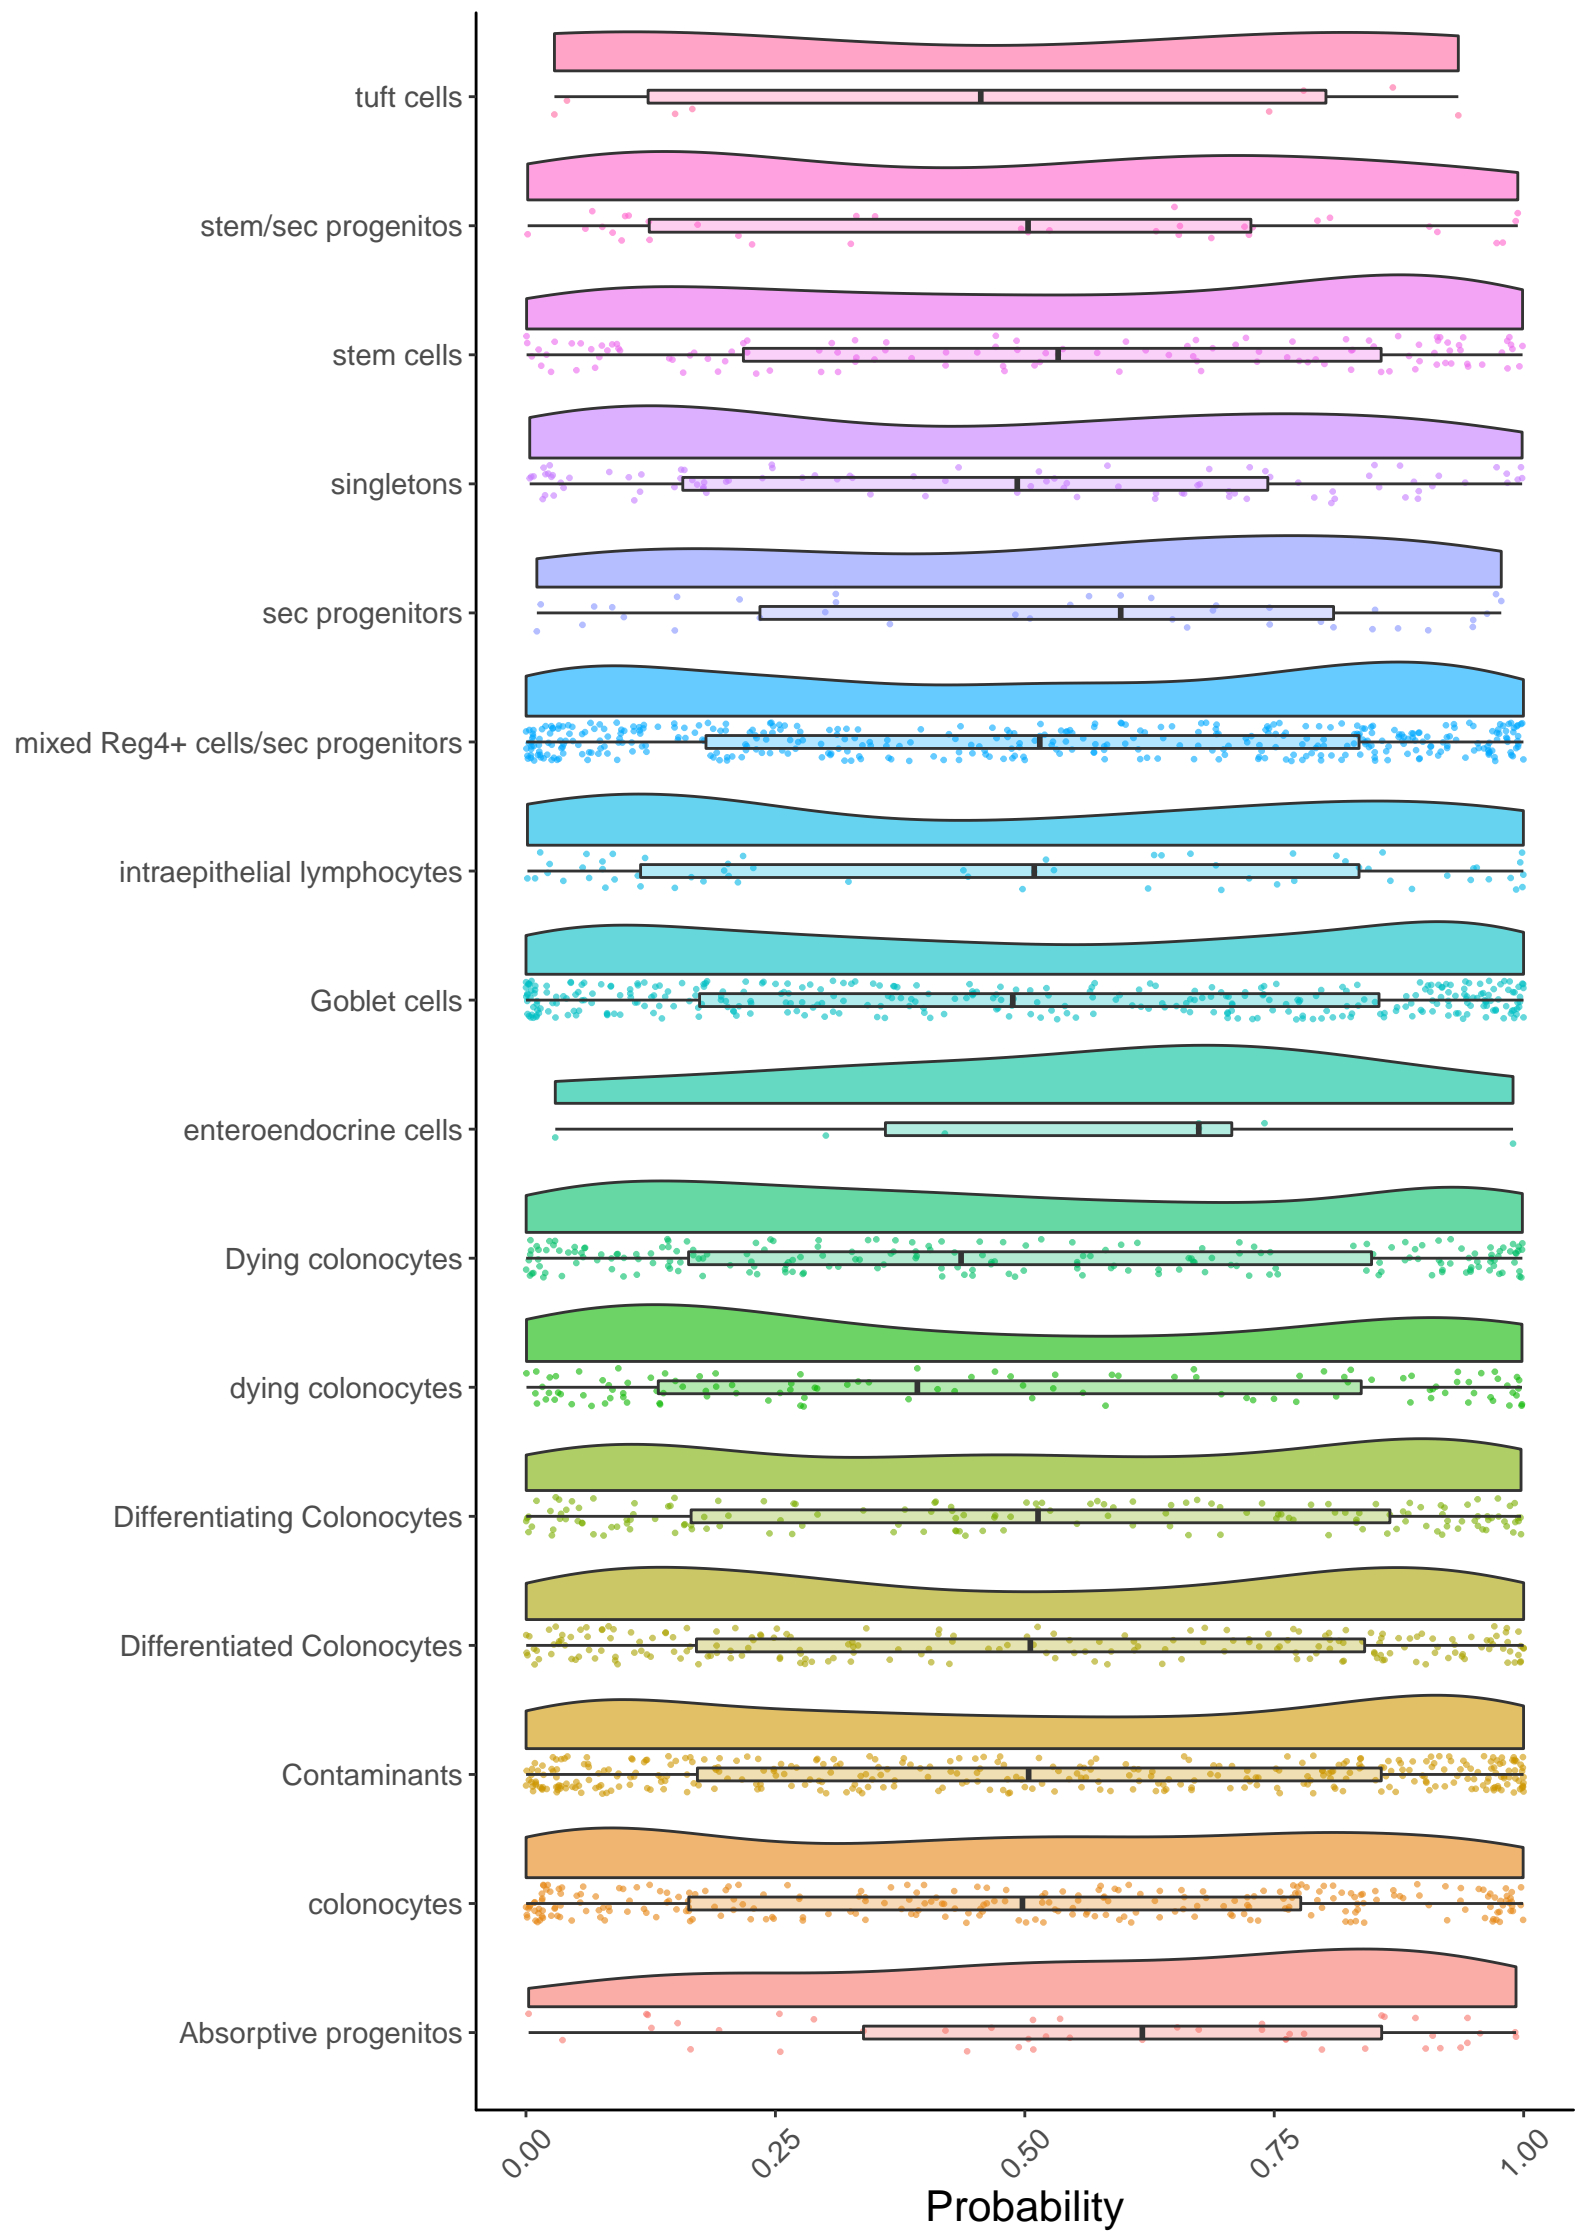 tuft cells
stem/sec progenitos
stem cells
singletons
sec progenitors
mixed Reg4+ cells/sec progenitors
intraepithelial lymphocytes
Goblet cells
enteroendocrine cells
Dying colonocytes
dying colonocytes
Differentiating Colonocytes
Differentiated Colonocytes
Contaminants
colonocytes
Absorptive progenitos
0.00 0.25 0.50 0.75 1.00
Probability